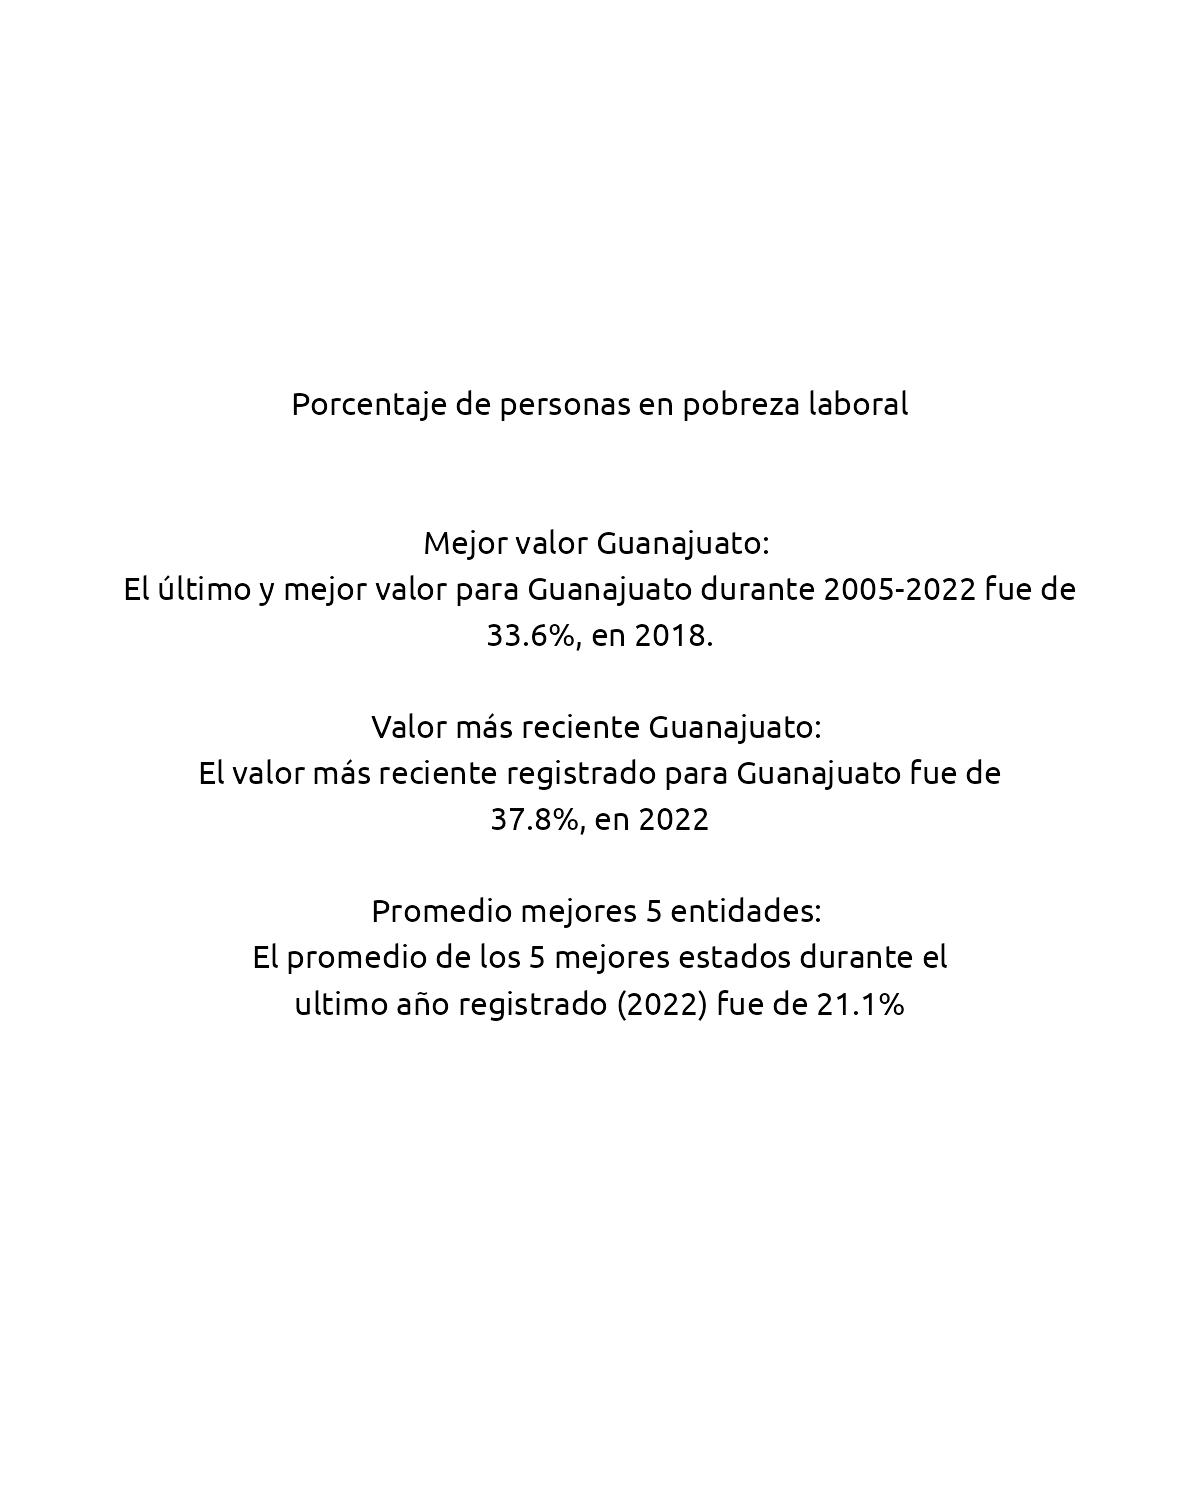 Porcentaje de personas en pobreza laboral
Mejor valor Guanajuato:
El último y mejor valor para Guanajuato durante 2005-2022 fue de
33.6%, en 2018.
Valor más reciente Guanajuato:
El valor más reciente registrado para Guanajuato fue de
37.8%, en 2022
Promedio mejores 5 entidades:
El promedio de los 5 mejores estados durante el
ultimo año registrado (2022) fue de 21.1%